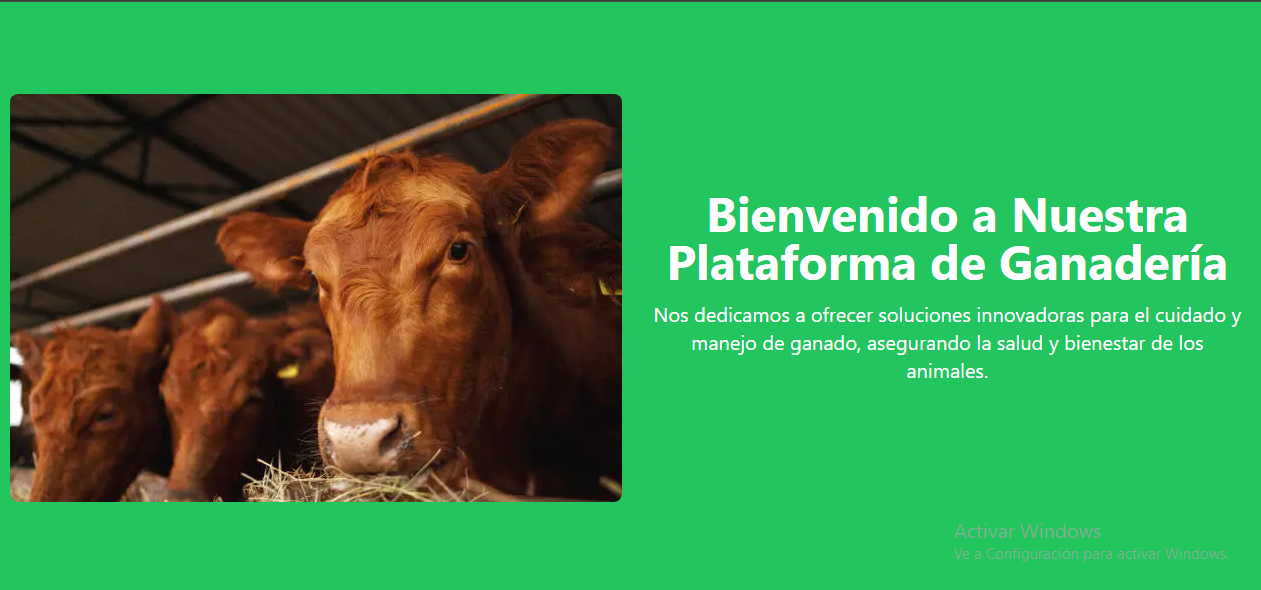 Bienvenido a Nuestra
Plataforma de Ganadería
Nos dedicamos a ofrecer soluciones innovadoras para el cuidado y
manejo de ganado, asegurando la salud y bienestar de los
animales.
Activar Windows
Ve a Configuración para activar Windows.